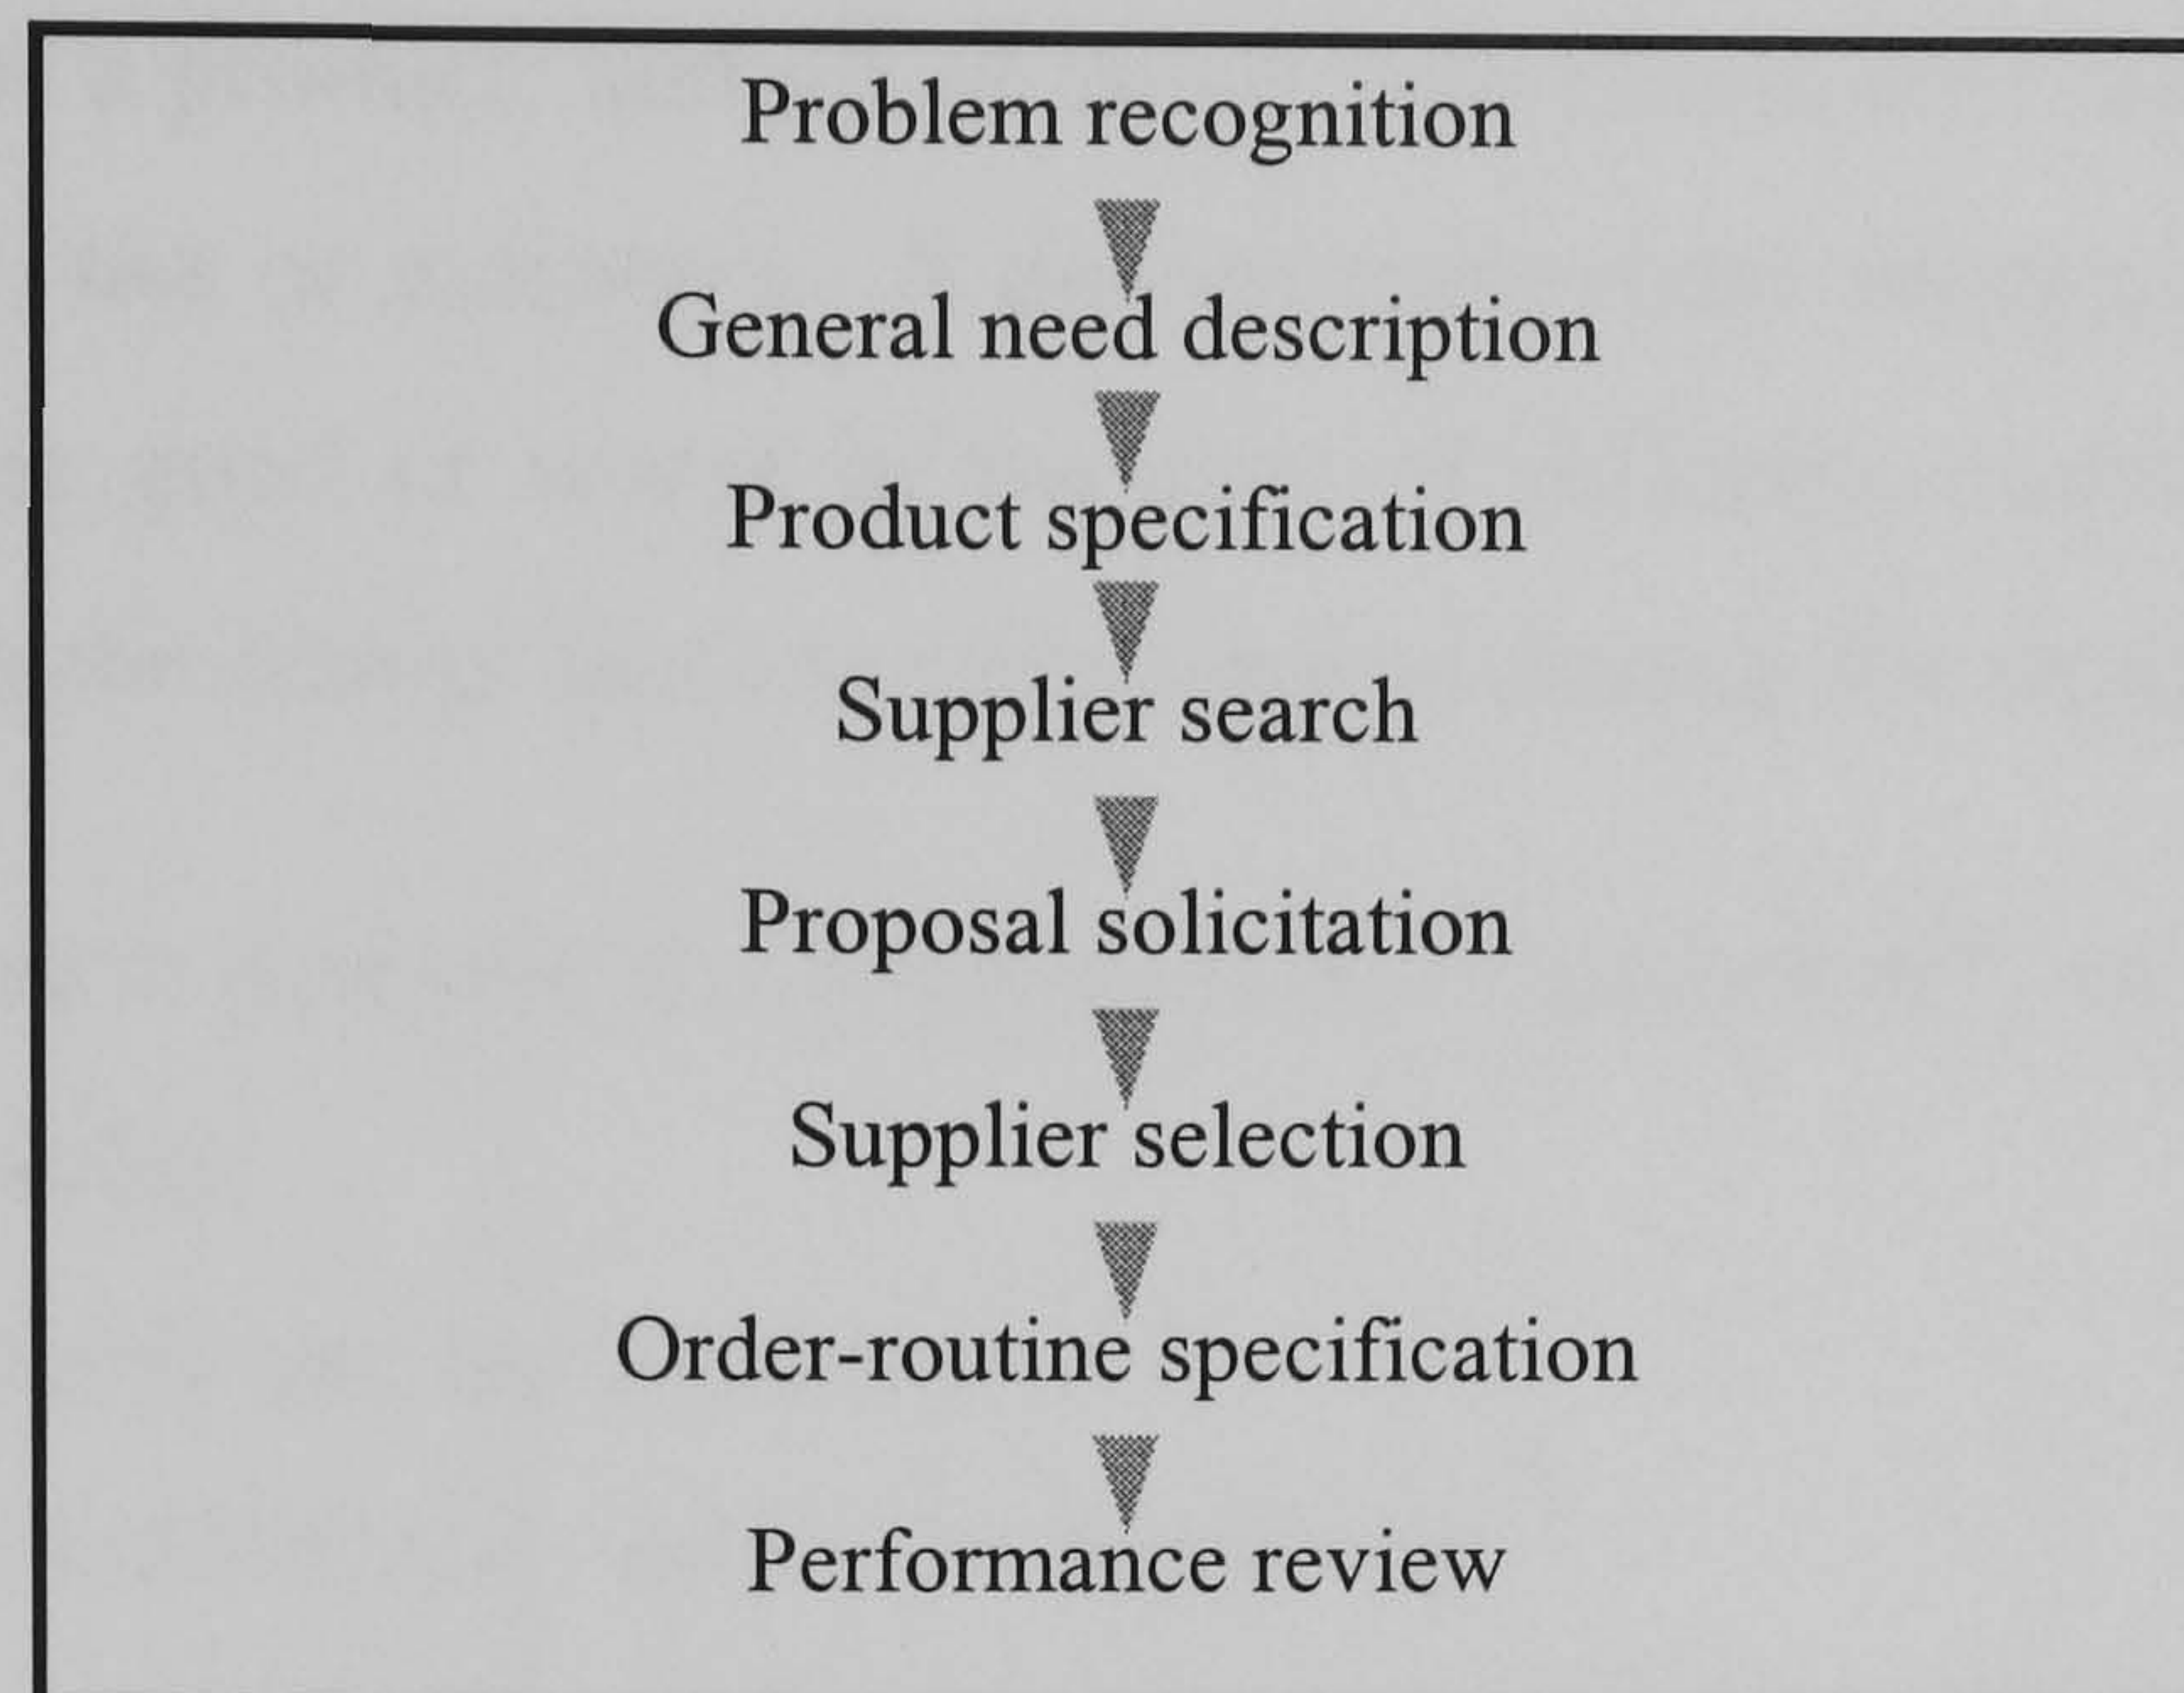 Problem recognition
General need description
Product specification
Supplier search
Proposal solicitation
Supplier selection
Order-routine specification
Performance review